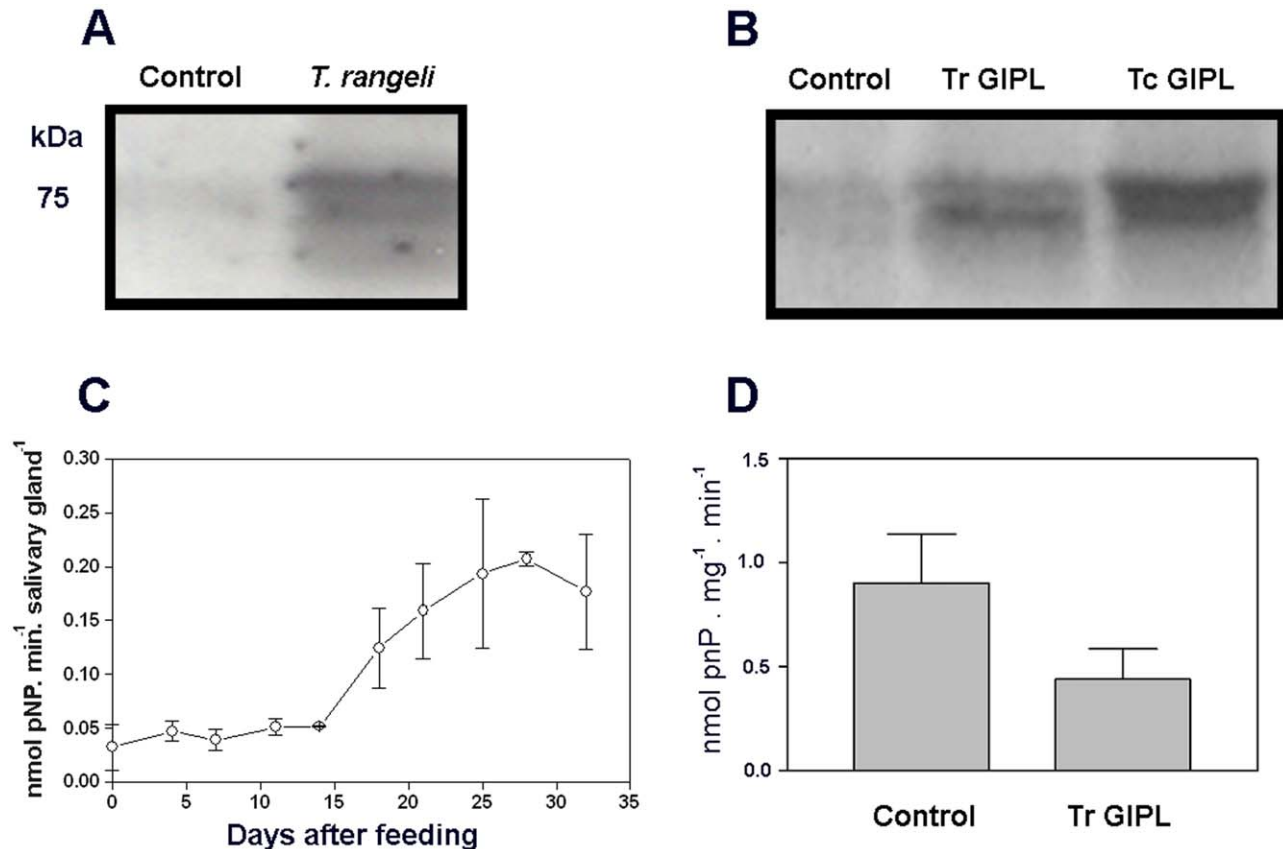 A
B
Control T. rangeli
Control Tr GIPL Tc GIPL
kDa
75
C
D
nmol pNP. min.⁻¹ salivary gland⁻¹
0.30
0.25
0.20
0.15
0.10
0.05
0.00
0 5 10 15 20 25 30 35
Days after feeding
nmol pnP . mg⁻¹ . min⁻¹
1.5
1.0
0.5
0.0
Control Tr GIPL